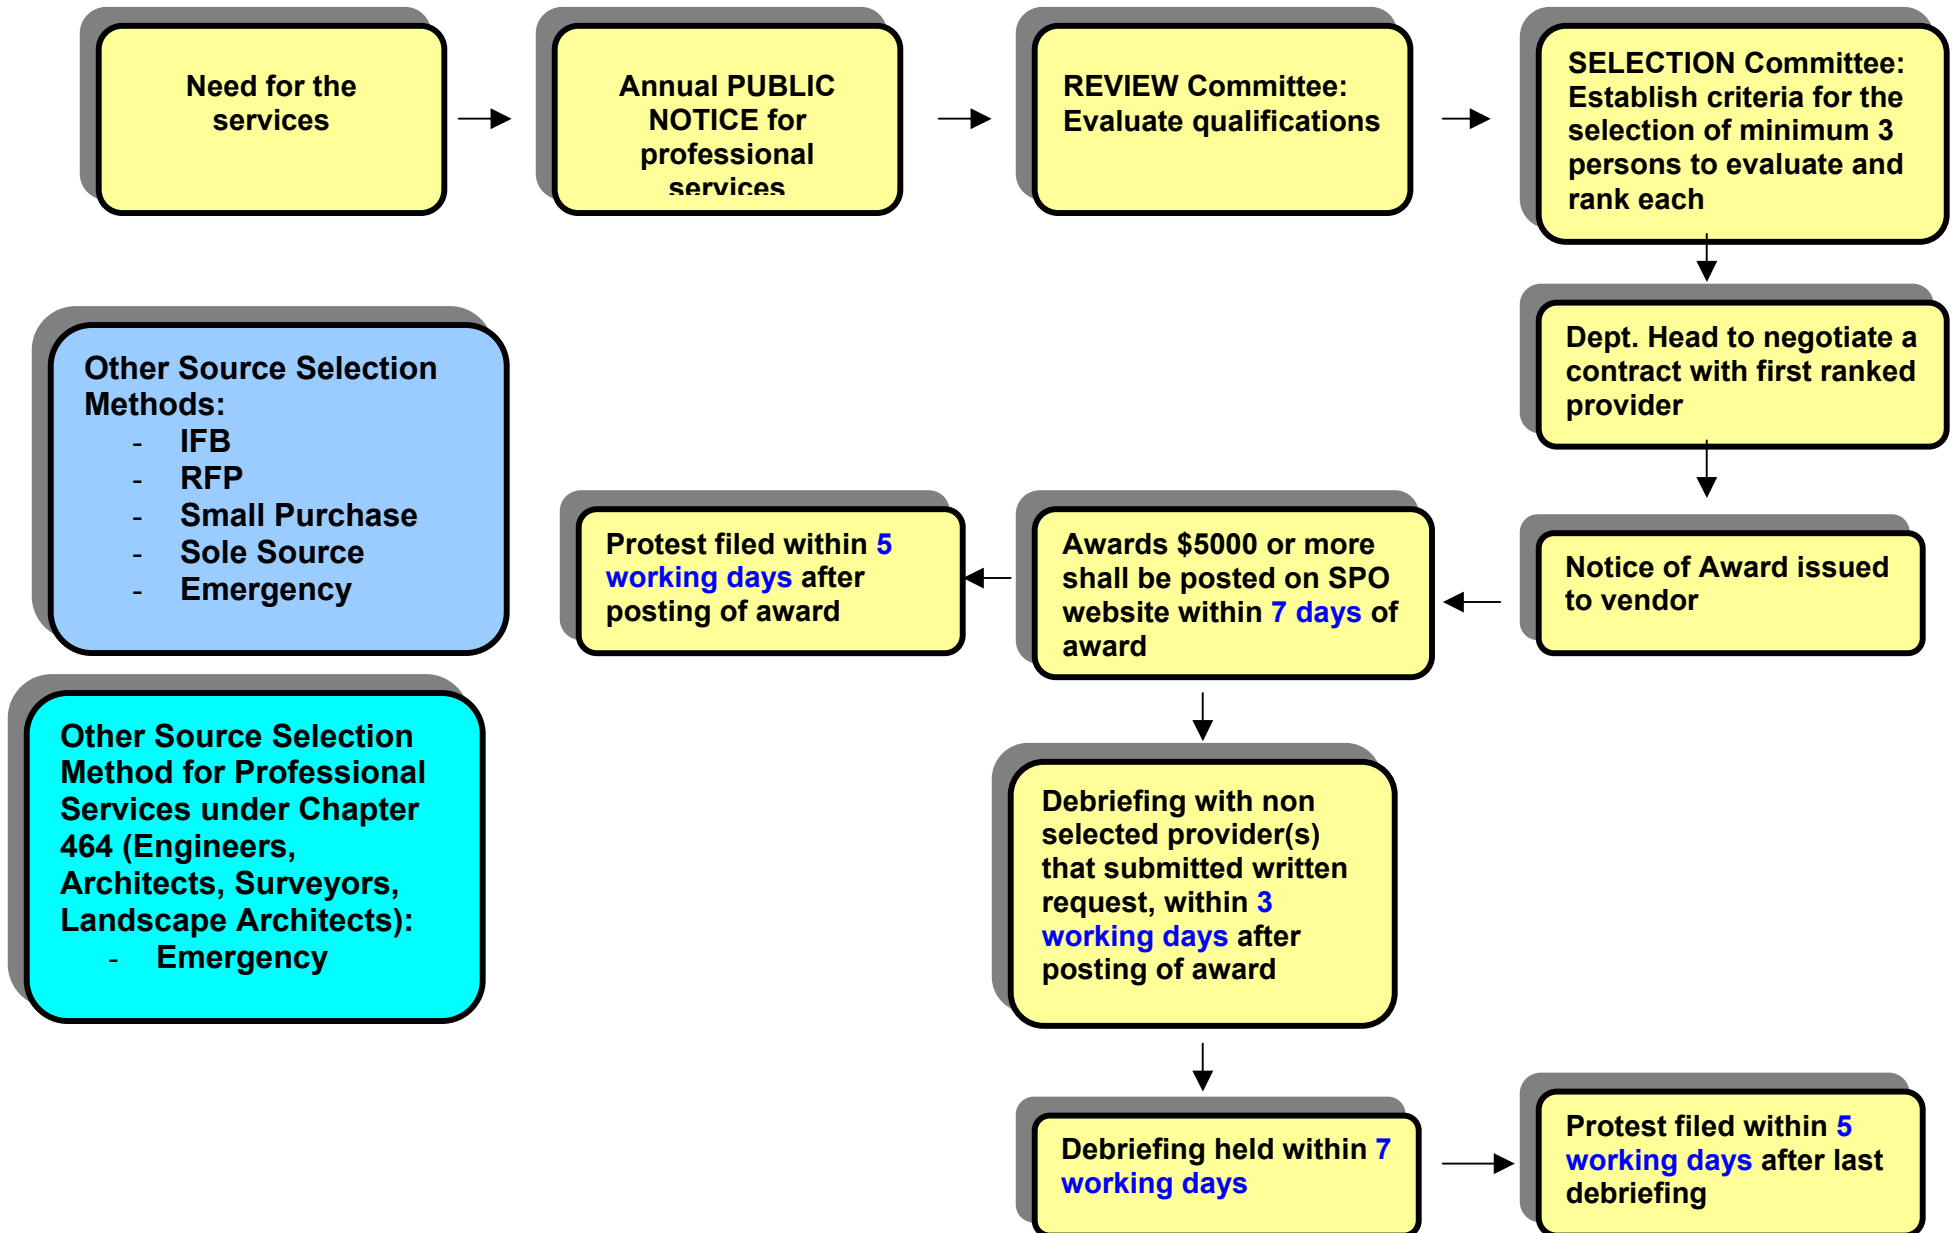 Need for the
services
Annual PUBLIC
NOTICE for
professional
services
REVIEW Committee:
Evaluate qualifications
SELECTION Committee:
Establish criteria for the
selection of minimum 3
persons to evaluate and
rank each
Dept. Head to negotiate a
contract with first ranked
provider
Notice of Award issued
to vendor
Awards $5000 or more
shall be posted on SPO
website within 7 days of
award
Protest filed within 5
working days after
posting of award
Debriefing with non
selected provider(s)
that submitted written
request, within 3
working days after
posting of award
Debriefing held within 7
working days
Protest filed within 5
working days after last
debriefing
Other Source Selection
Methods:
- IFB
- RFP
- Small Purchase
- Sole Source
- Emergency
Other Source Selection
Method for Professional
Services under Chapter
464 (Engineers,
Architects, Surveyors,
Landscape Architects):
- Emergency